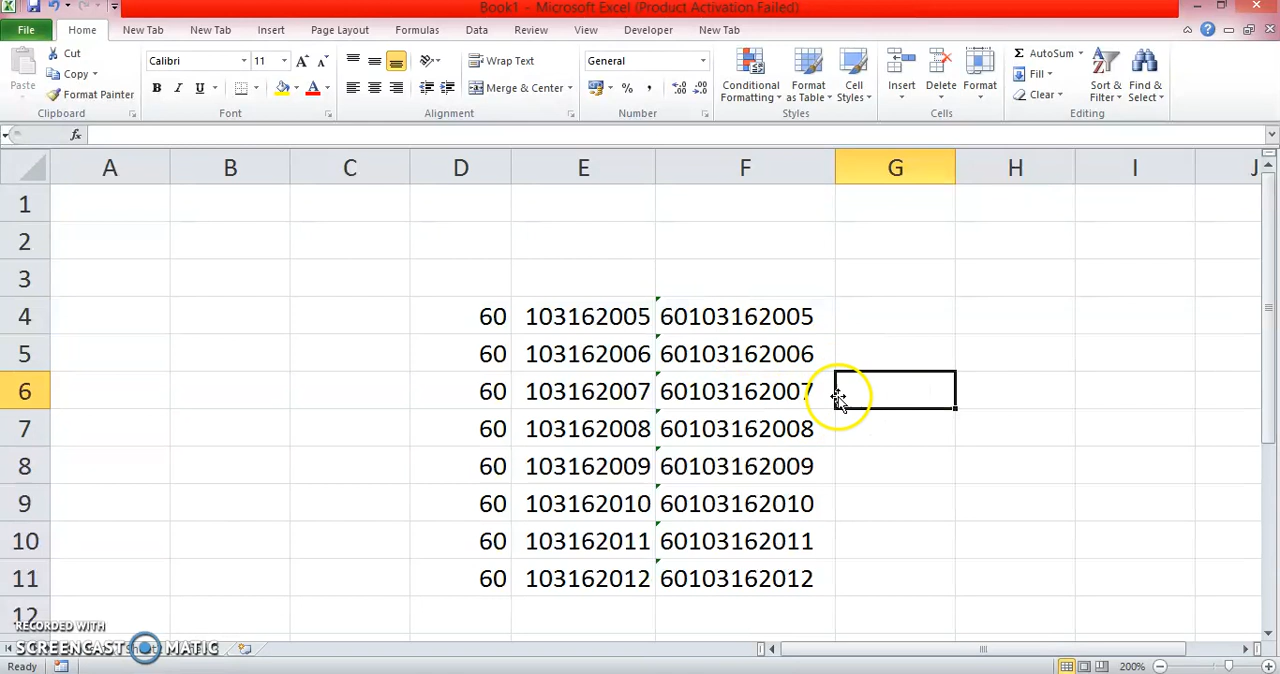 Book1 - Microsoft Excel (Product Activation Failed)
File Home New Tab New Tab Insert Page Layout Formulas Data Review View Developer New Tab
Paste
Cut
Copy
Format Painter
Clipboard
Calibri 11 A A
B I U A
Font
Wrap Text
Merge & Center
Alignment
General
% , .0 .00 .00 .0
Number
Conditional Formatting
Format as Table
Cell Styles
Styles
Insert Delete Format
Cells
Σ AutoSum
Fill
Clear
Sort & Filter
Find & Select
Editing
fx
A B C D E F G H I J
1
2
3
4 60 103162005 60103162005
5 60 103162006 60103162006
6 60 103162007 60103162007
7 60 103162008 60103162008
8 60 103162009 60103162009
9 60 103162010 60103162010
10 60 103162011 60103162011
11 60 103162012 60103162012
12
RECORDED WITH
SCREENCAST MATIC
Ready 200%